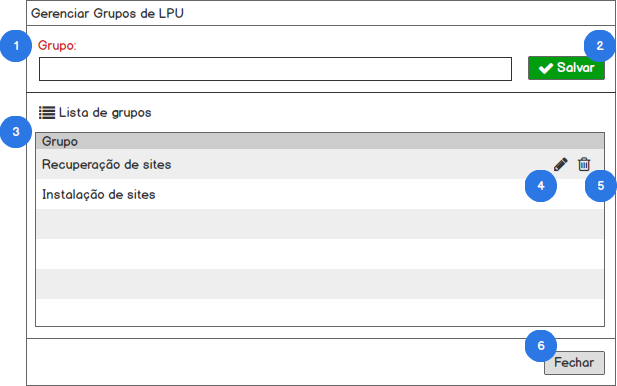 Gerenciar Grupos de LPU
1 Grupo: 2
Salvar
Lista de grupos
3
Grupo
Recuperação de sites
4 5
Instalação de sites
6
Fechar